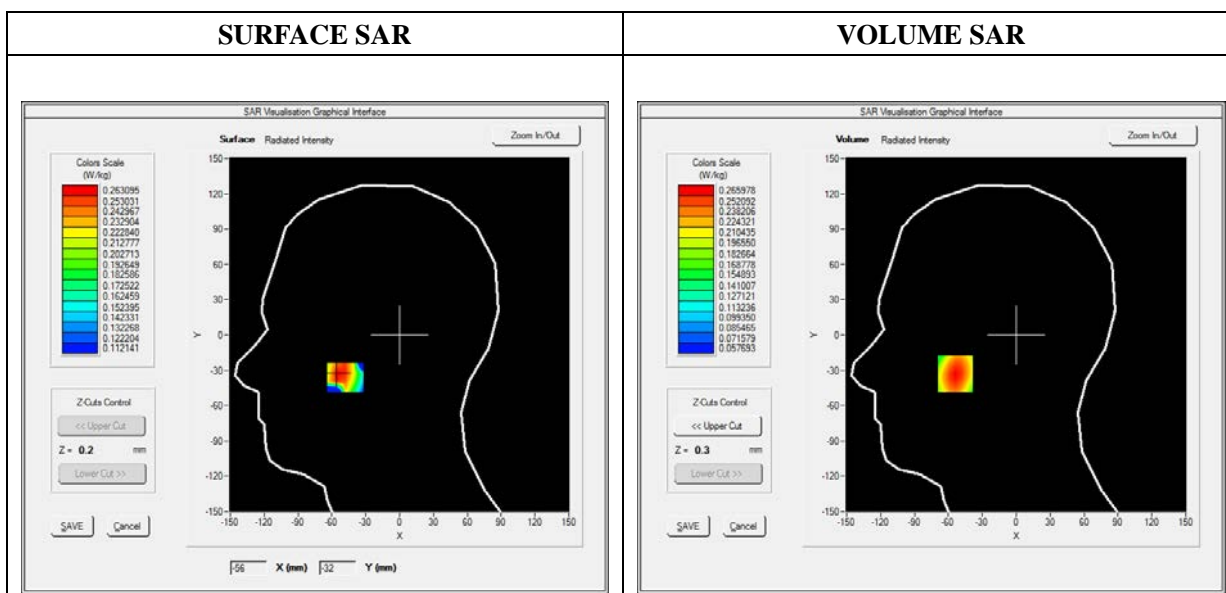 SURFACE SAR
VOLUME SAR
SAR Visualisation Graphical Interface
Surface Radiated Intensity
Zoom In/Out
Colors Scale
(W/kg)
0.263095
0.253031
0.242967
0.232904
0.222840
0.212777
0.202713
0.192649
0.182586
0.172522
0.162459
0.152395
0.142331
0.132268
0.122204
0.112141
Z-Cuts Control
<< Upper Cut
Z = 0.2 mm
Lower Cut >>
SAVE Cancel
150
120
90
60
30
0
-30
-60
-90
-120
-150
Y
-150 -120 -90 -60 -30 0 30 60 90 120 150
X
-56 X (mm) -32 Y (mm)
SAR Visualisation Graphical Interface
Volume Radiated Intensity
Zoom In/Out
Colors Scale
(W/kg)
0.265978
0.252092
0.238206
0.224321
0.210435
0.196550
0.182664
0.168778
0.154893
0.141007
0.127121
0.113236
0.099350
0.085465
0.071579
0.057693
Z-Cuts Control
<< Upper Cut
Z = 0.3 mm
Lower Cut >>
SAVE Cancel
150
120
90
60
30
0
-30
-60
-90
-120
-150
Y
-150 -120 -90 -60 -30 0 30 60 90 120 150
X